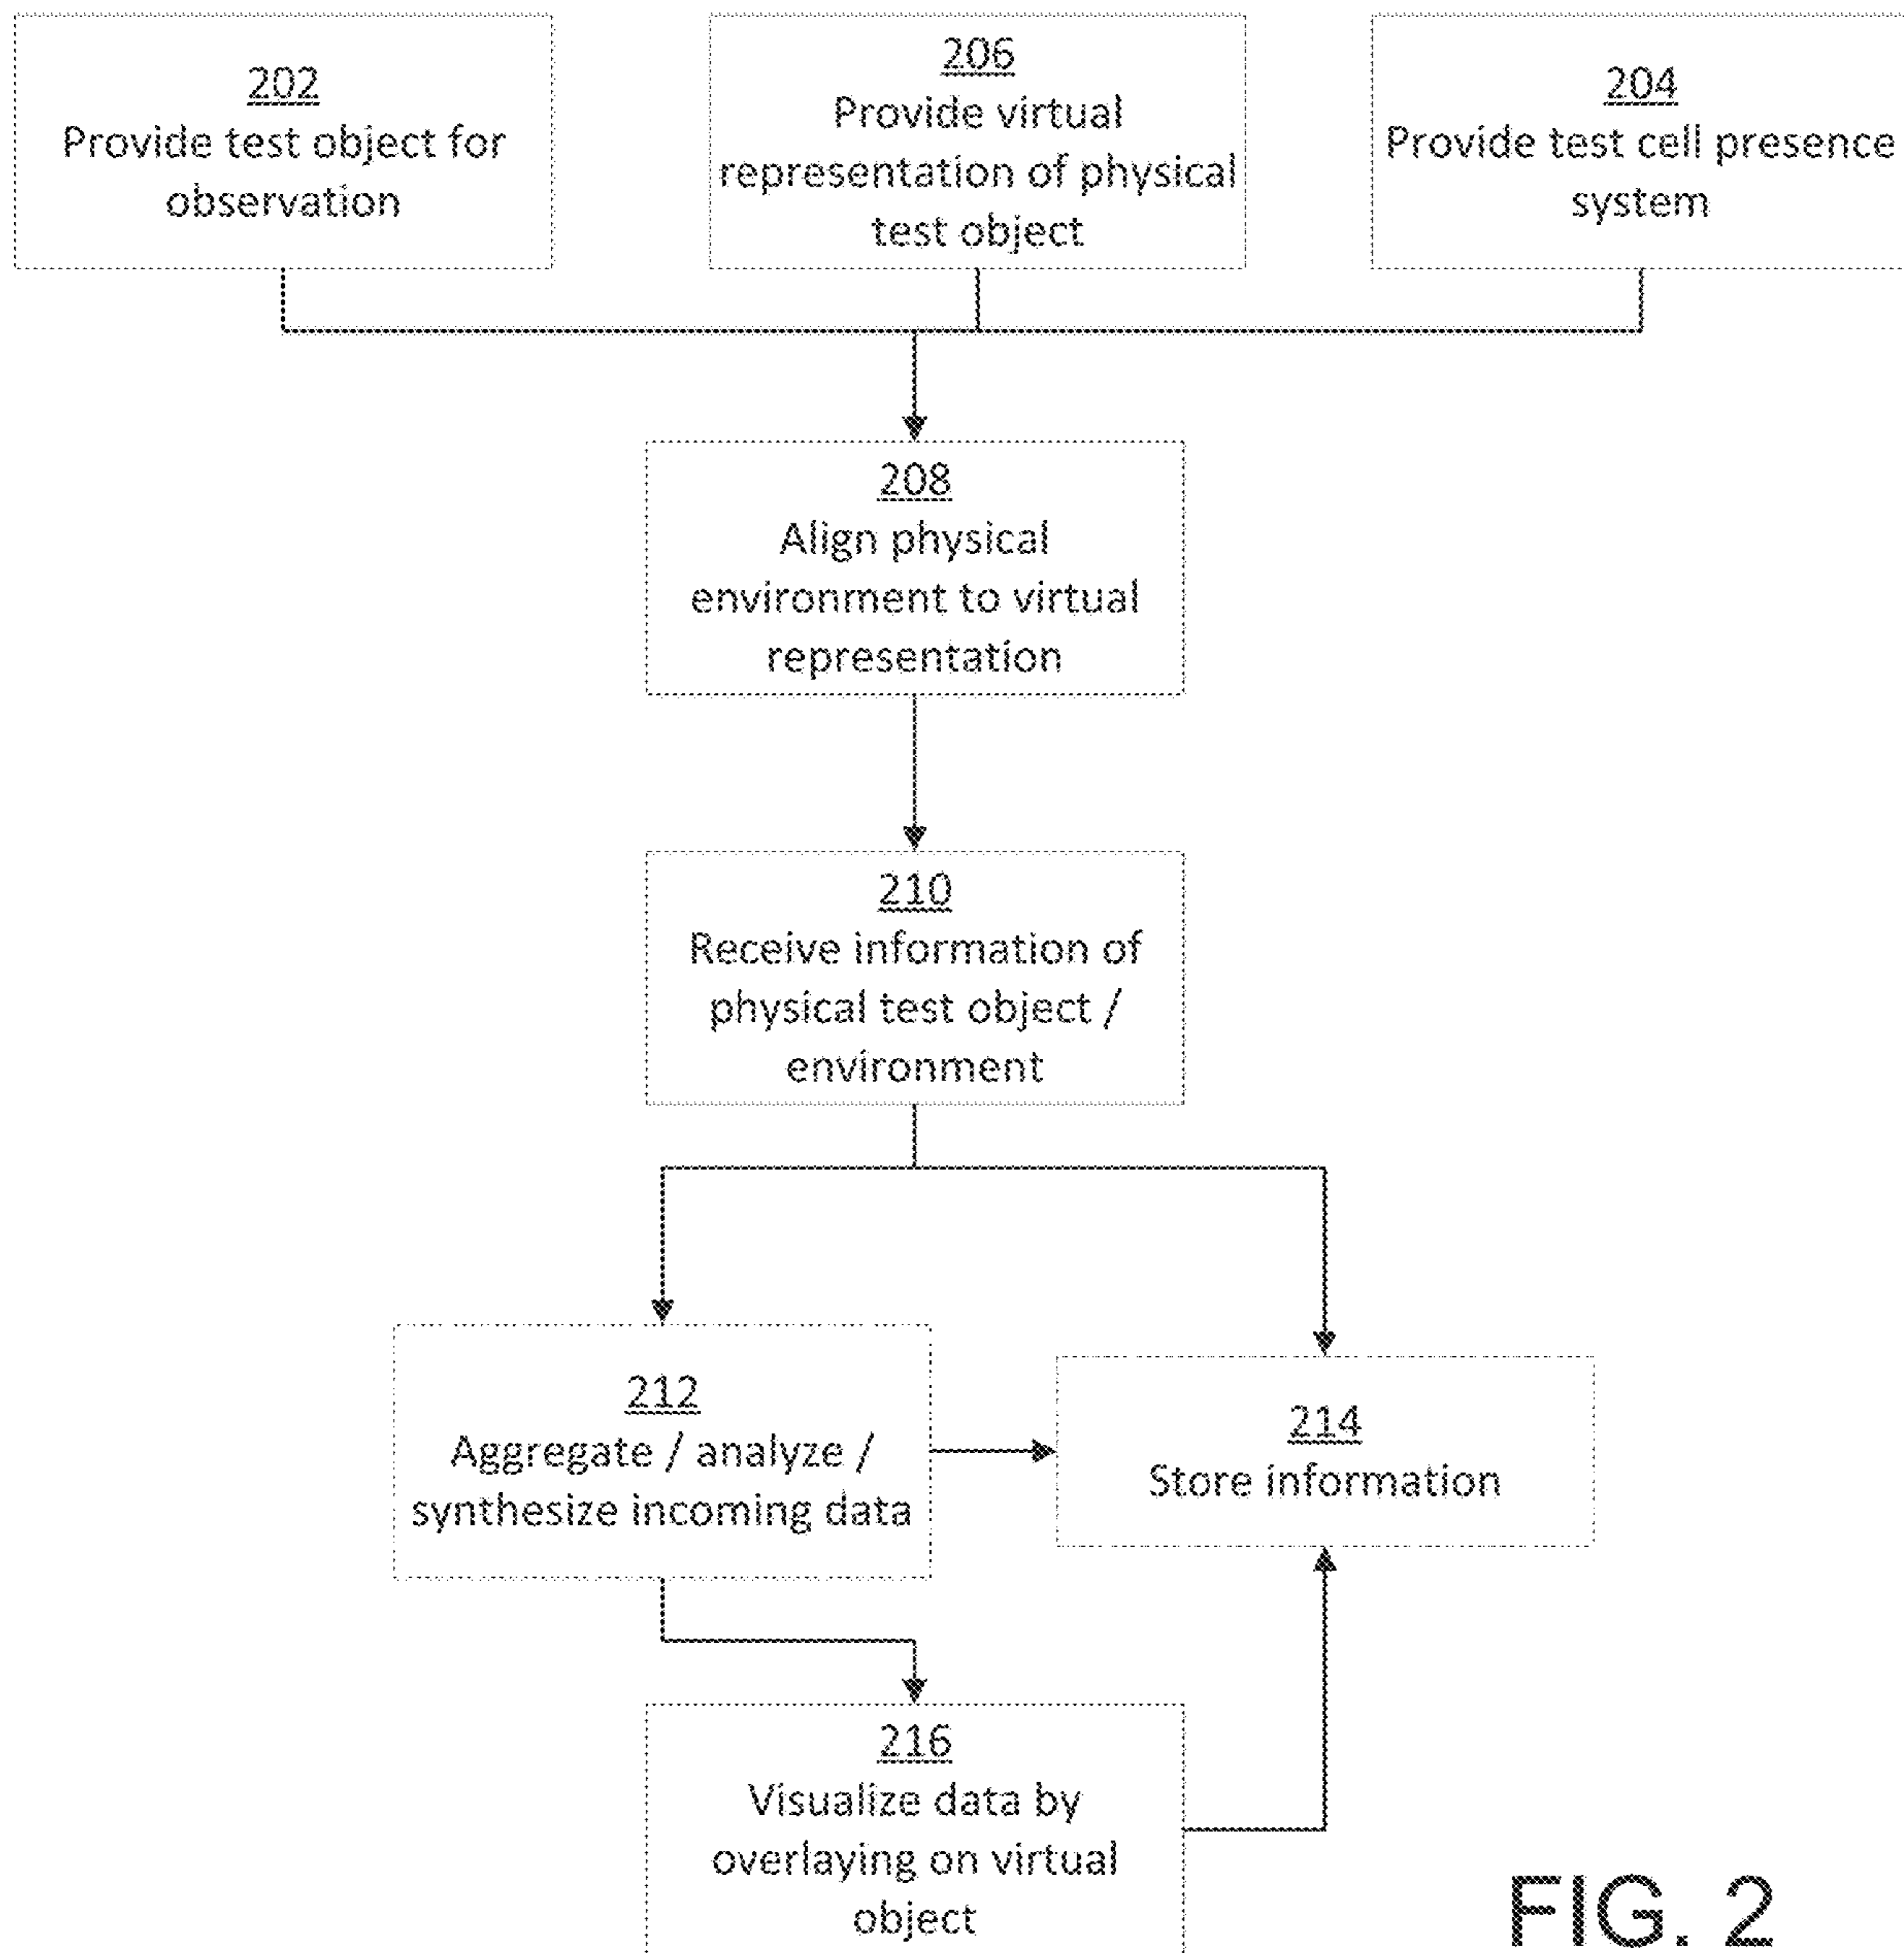 202
Provide test object for
observation
206
Provide virtual
representation of physical
test object
204
Provide test cell presence
system
208
Align physical
environment to virtual
representation
210
Receive information of
physical test object /
environment
212
Aggregate / analyze /
synthesize incoming data
214
Store information
216
Visualize data by
overlaying on virtual
object
FIG. 2